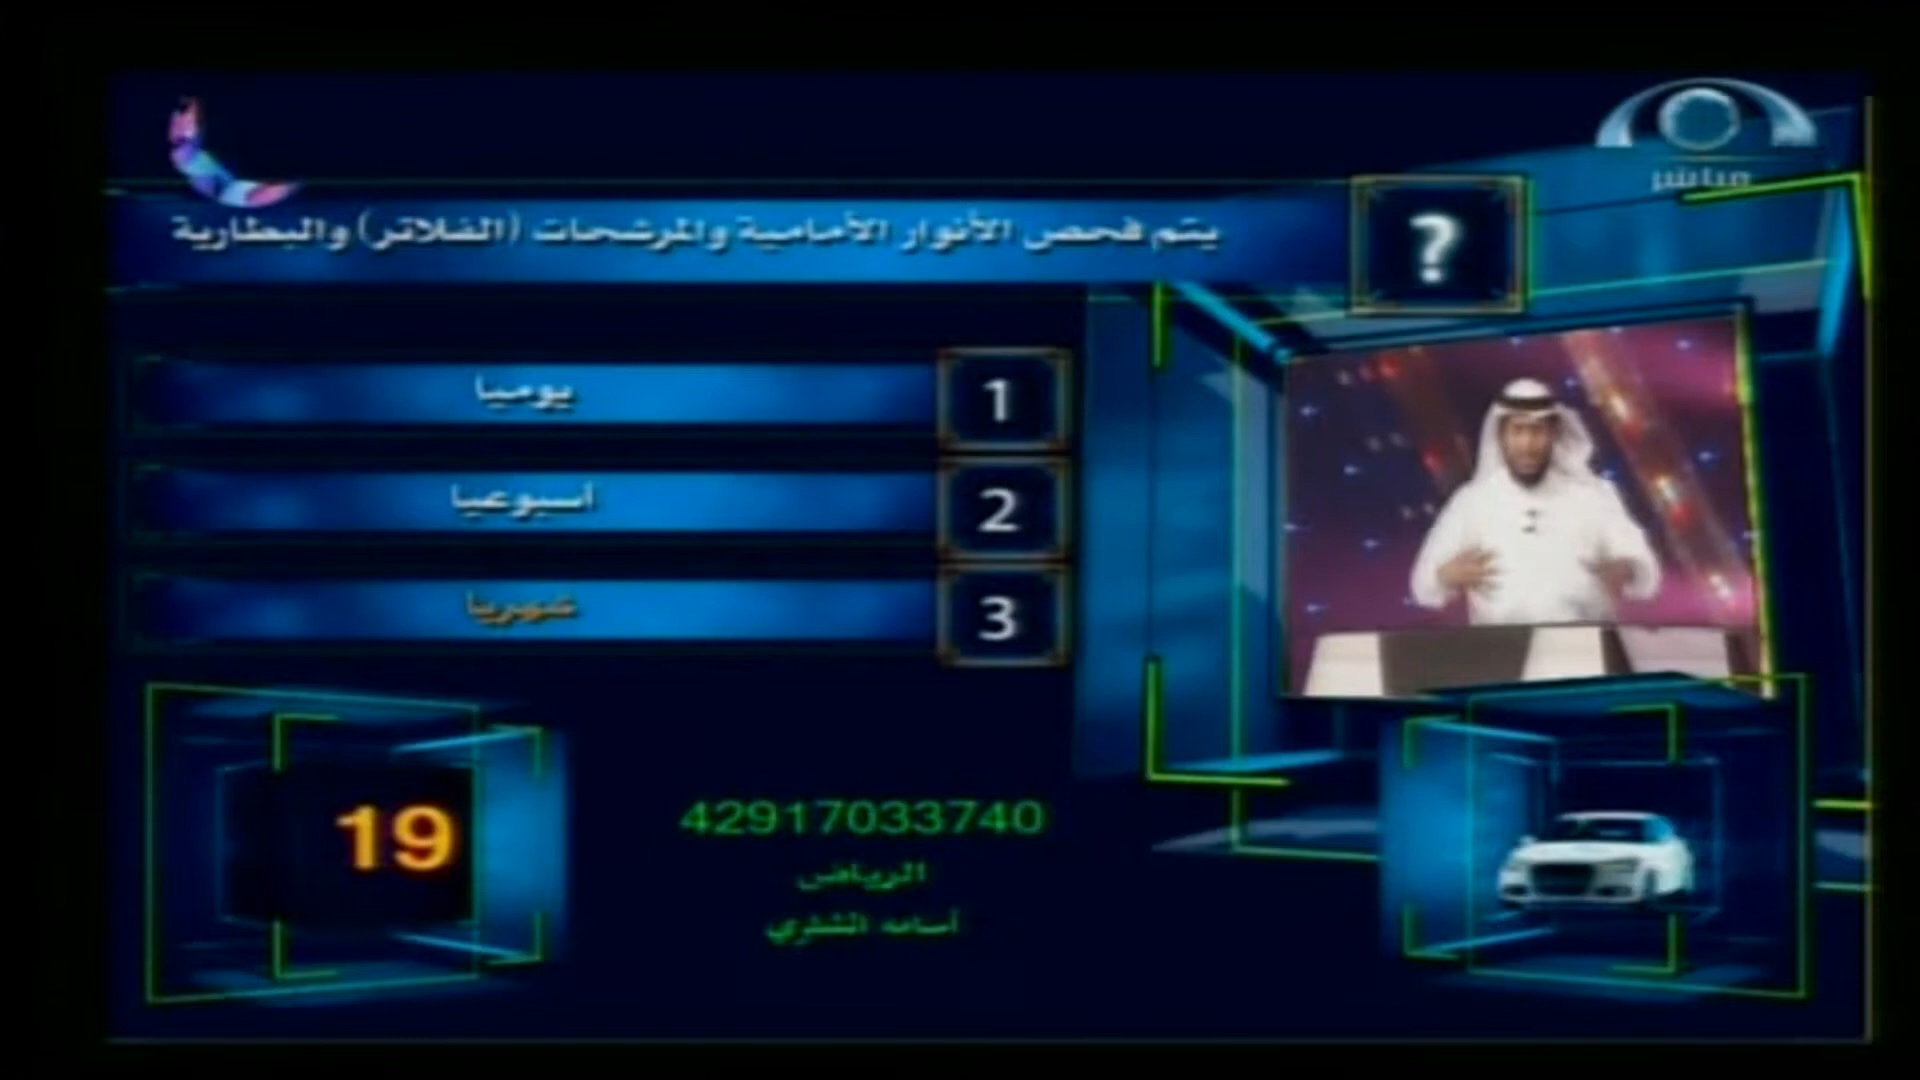 مباشر
?
يتم فحص الأنوار الأمامية والمرشحات (الفلاتر) والبطارية
1 يوميا
2 اسبوعيا
3 شهريا
19
42917033740
الرياض
أسامه الشثري